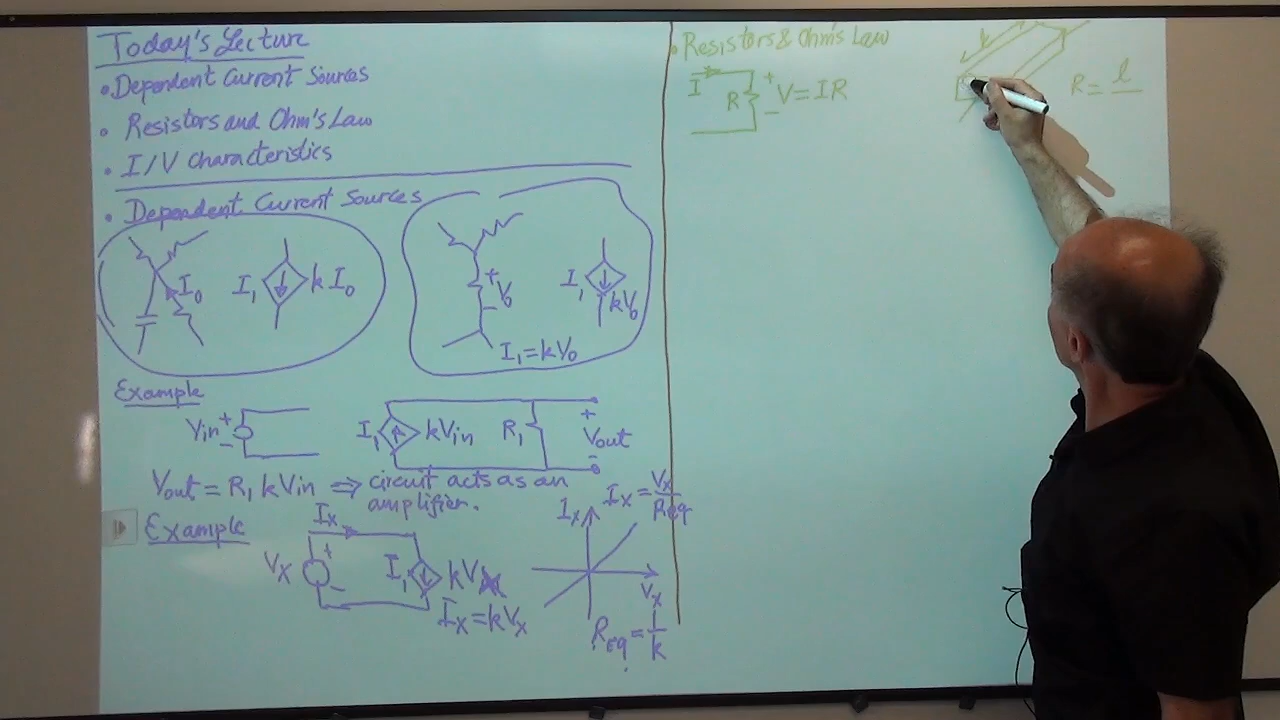 Today's Lecture
• Dependent Current Sources
• Resistors and Ohm's Law
• I/V Characteristics
• Dependent Current Sources
I₀ I₁ k I₀
+ V₀ - I₁ kV₀
I₁ = kV₀
Example
Vin + - I₁ kVin R₁ + Vout -
Vout = R₁ kVin ⇒ circuit acts as an
amplifier.
Example
Ix
Vx + - I₁ kV
Ix = kVx
Ix Ix = Vx/Req
Vx
Req = 1/k
• Resistors & Ohm's Law
I R + - V = IR
R = l